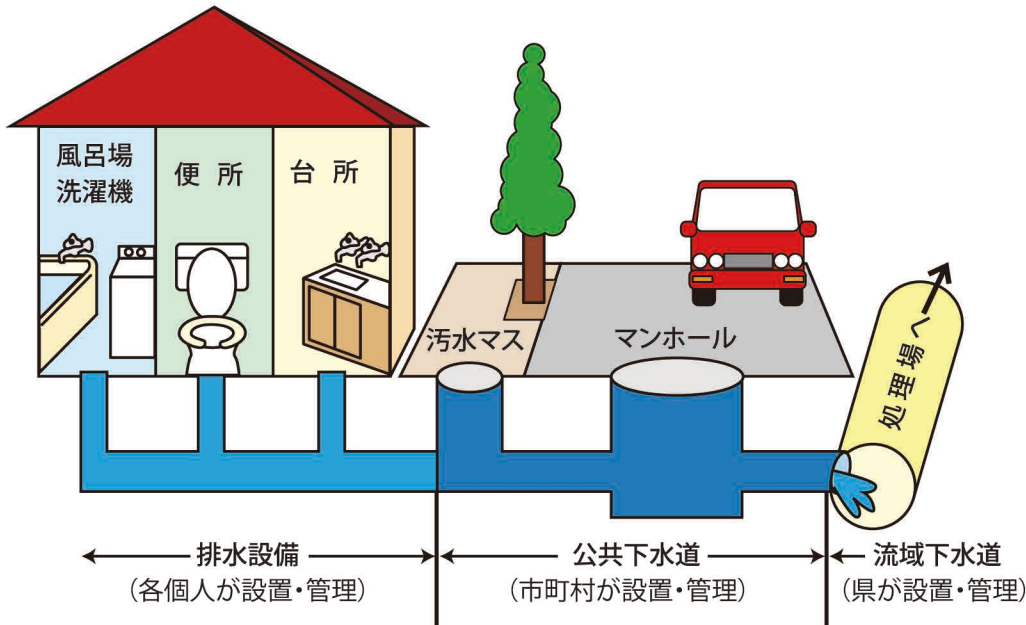 風呂場
洗濯機
便所
台所
汚水マス
マンホール
処理場へ
排水設備
（各個人が設置・管理）
公共下水道
（市町村が設置・管理）
流域下水道
（県が設置・管理）